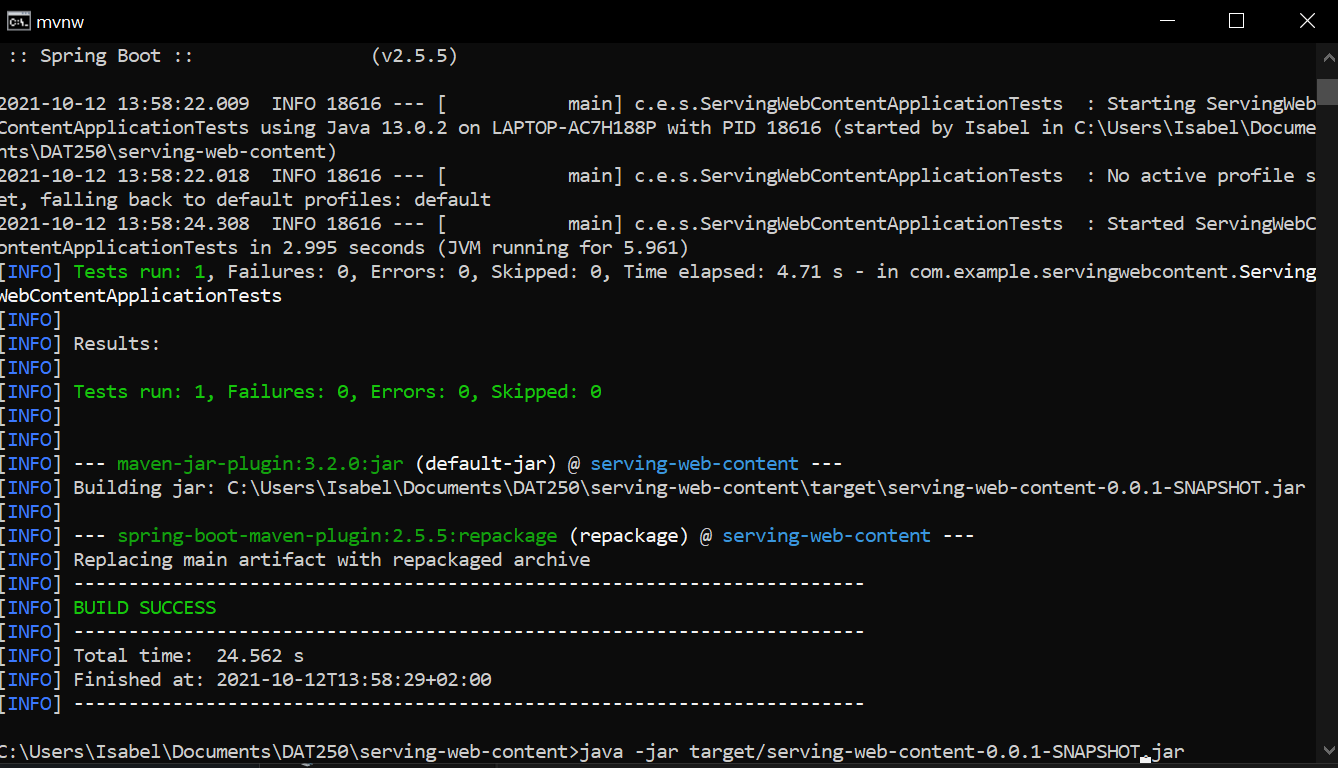 mvnw
:: Spring Boot ::                (v2.5.5)
2021-10-12 13:58:22.009  INFO 18616 --- [           main] c.e.s.ServingWebContentApplicationTests  : Starting ServingWeb
ContentApplicationTests using Java 13.0.2 on LAPTOP-AC7H188P with PID 18616 (started by Isabel in C:\Users\Isabel\Docume
nts\DAT250\serving-web-content)
2021-10-12 13:58:22.018  INFO 18616 --- [           main] c.e.s.ServingWebContentApplicationTests  : No active profile s
et, falling back to default profiles: default
2021-10-12 13:58:24.308  INFO 18616 --- [           main] c.e.s.ServingWebContentApplicationTests  : Started ServingWebC
ontentApplicationTests in 2.995 seconds (JVM running for 5.961)
[INFO] Tests run: 1, Failures: 0, Errors: 0, Skipped: 0, Time elapsed: 4.71 s - in com.example.servingwebcontent.Serving
WebContentApplicationTests
[INFO]
[INFO] Results:
[INFO]
[INFO] Tests run: 1, Failures: 0, Errors: 0, Skipped: 0
[INFO]
[INFO]
[INFO] --- maven-jar-plugin:3.2.0:jar (default-jar) @ serving-web-content ---
[INFO] Building jar: C:\Users\Isabel\Documents\DAT250\serving-web-content\target\serving-web-content-0.0.1-SNAPSHOT.jar
[INFO]
[INFO] --- spring-boot-maven-plugin:2.5.5:repackage (repackage) @ serving-web-content ---
[INFO] Replacing main artifact with repackaged archive
[INFO] ------------------------------------------------------------------------
[INFO] BUILD SUCCESS
[INFO] ------------------------------------------------------------------------
[INFO] Total time:  24.562 s
[INFO] Finished at: 2021-10-12T13:58:29+02:00
[INFO] ------------------------------------------------------------------------
C:\Users\Isabel\Documents\DAT250\serving-web-content>java -jar target/serving-web-content-0.0.1-SNAPSHOT.jar